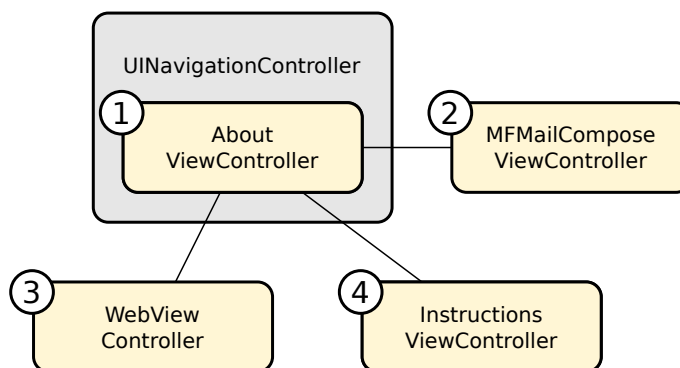 UINavigationController
1
About
ViewController
2
MFMailCompose
ViewController
3
WebView
Controller
4
Instructions
ViewController